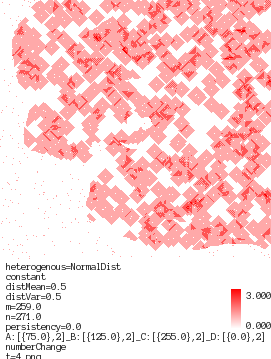 heterogenous=NormalDist
constant
distMean=0.5
distVar=0.5
m=259.0
n=271.0
persistency=0.0
A:[{75.0},2]_B:[{125.0},2]_C:[{255.0},2]_D:[{0.0},2]
numberChange
t=4.png
3.000
0.000